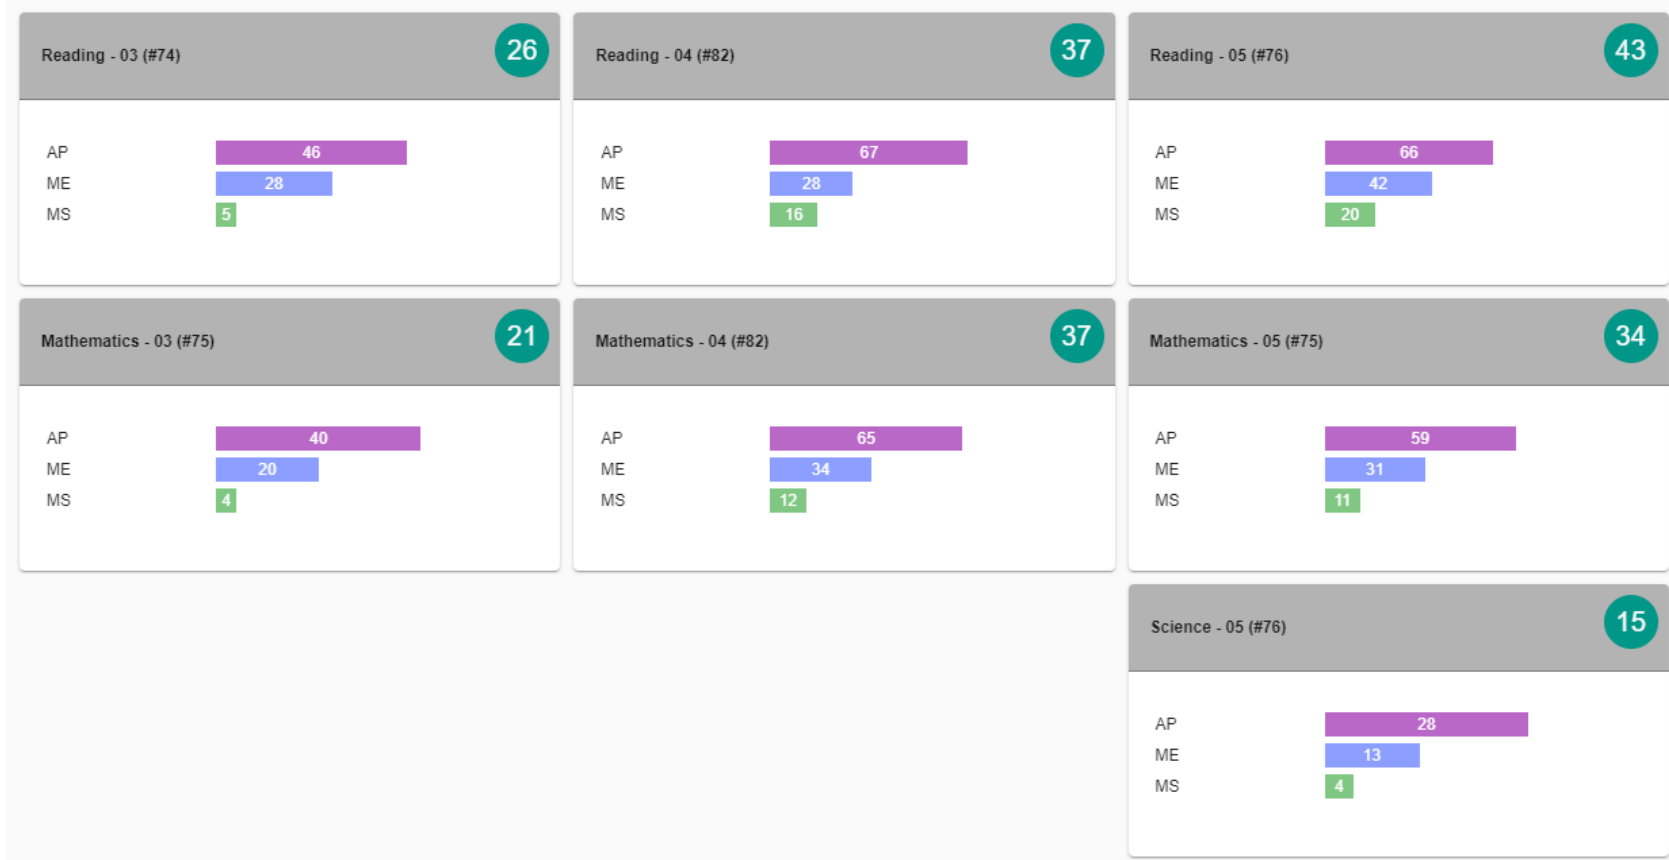 Reading - 03 (#74) 26
AP 46
ME 28
MS 5
Reading - 04 (#82) 37
AP 67
ME 28
MS 16
Reading - 05 (#76) 43
AP 66
ME 42
MS 20
Mathematics - 03 (#75) 21
AP 40
ME 20
MS 4
Mathematics - 04 (#82) 37
AP 65
ME 34
MS 12
Mathematics - 05 (#75) 34
AP 59
ME 31
MS 11
Science - 05 (#76) 15
AP 28
ME 13
MS 4